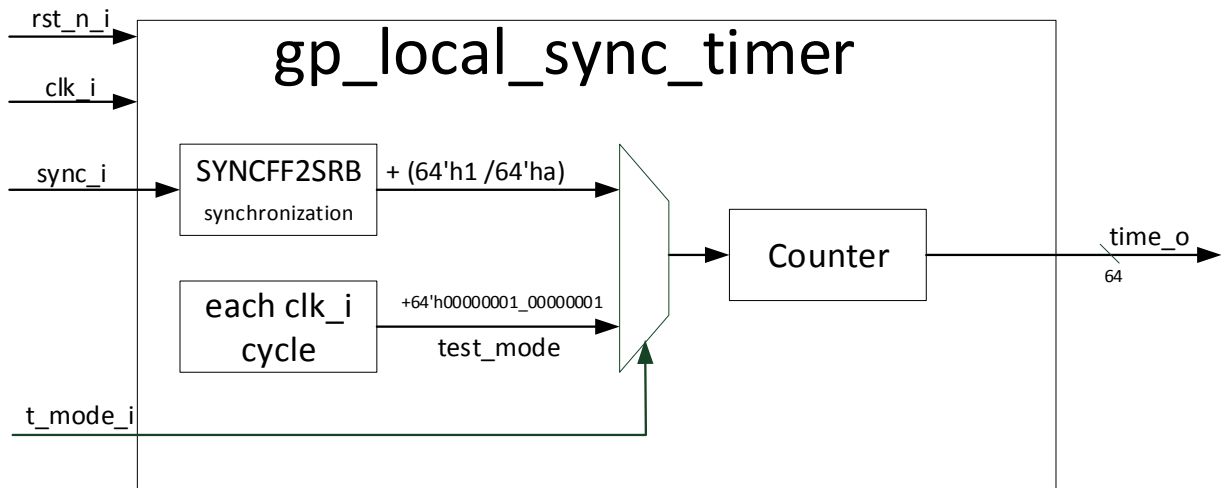 rst_n_i
gp_local_sync_timer
clk_i
sync_i
SYNCFF2SRB
synchronization
+ (64'h1 /64'ha)
Counter
time_o
64
each clk_i
cycle
+64'h00000001_00000001
test_mode
t_mode_i